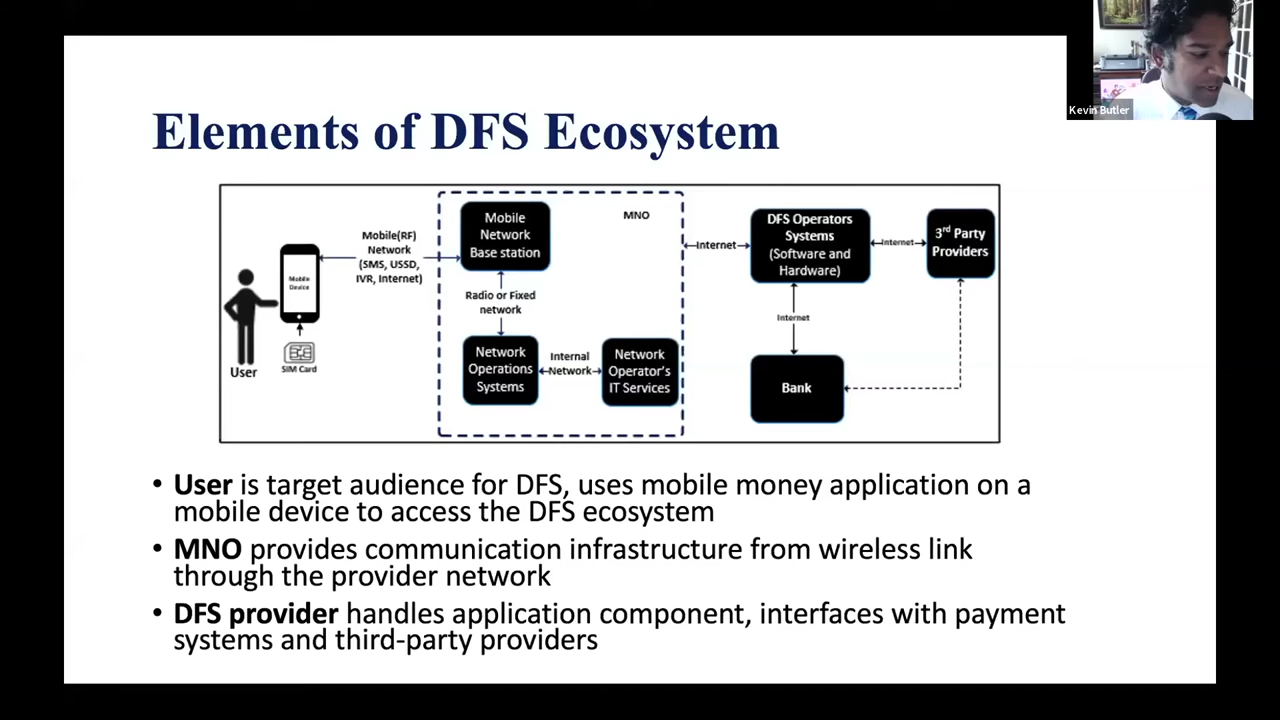 Kevin Butler
Elements of DFS Ecosystem
Mobile(RF)
Network
(SMS, USSD,
IVR, Internet)
Mobile
Device
User
SIM Card
MNO
Mobile
Network
Base station
Radio or Fixed
network
Network
Operations
Systems
Internal
Network
Network
Operator's
IT Services
Internet
DFS Operators
Systems
(Software and
Hardware)
Internet
3rd Party
Providers
Internet
Bank
• User is target audience for DFS, uses mobile money application on a
mobile device to access the DFS ecosystem
• MNO provides communication infrastructure from wireless link
through the provider network
• DFS provider handles application component, interfaces with payment
systems and third-party providers